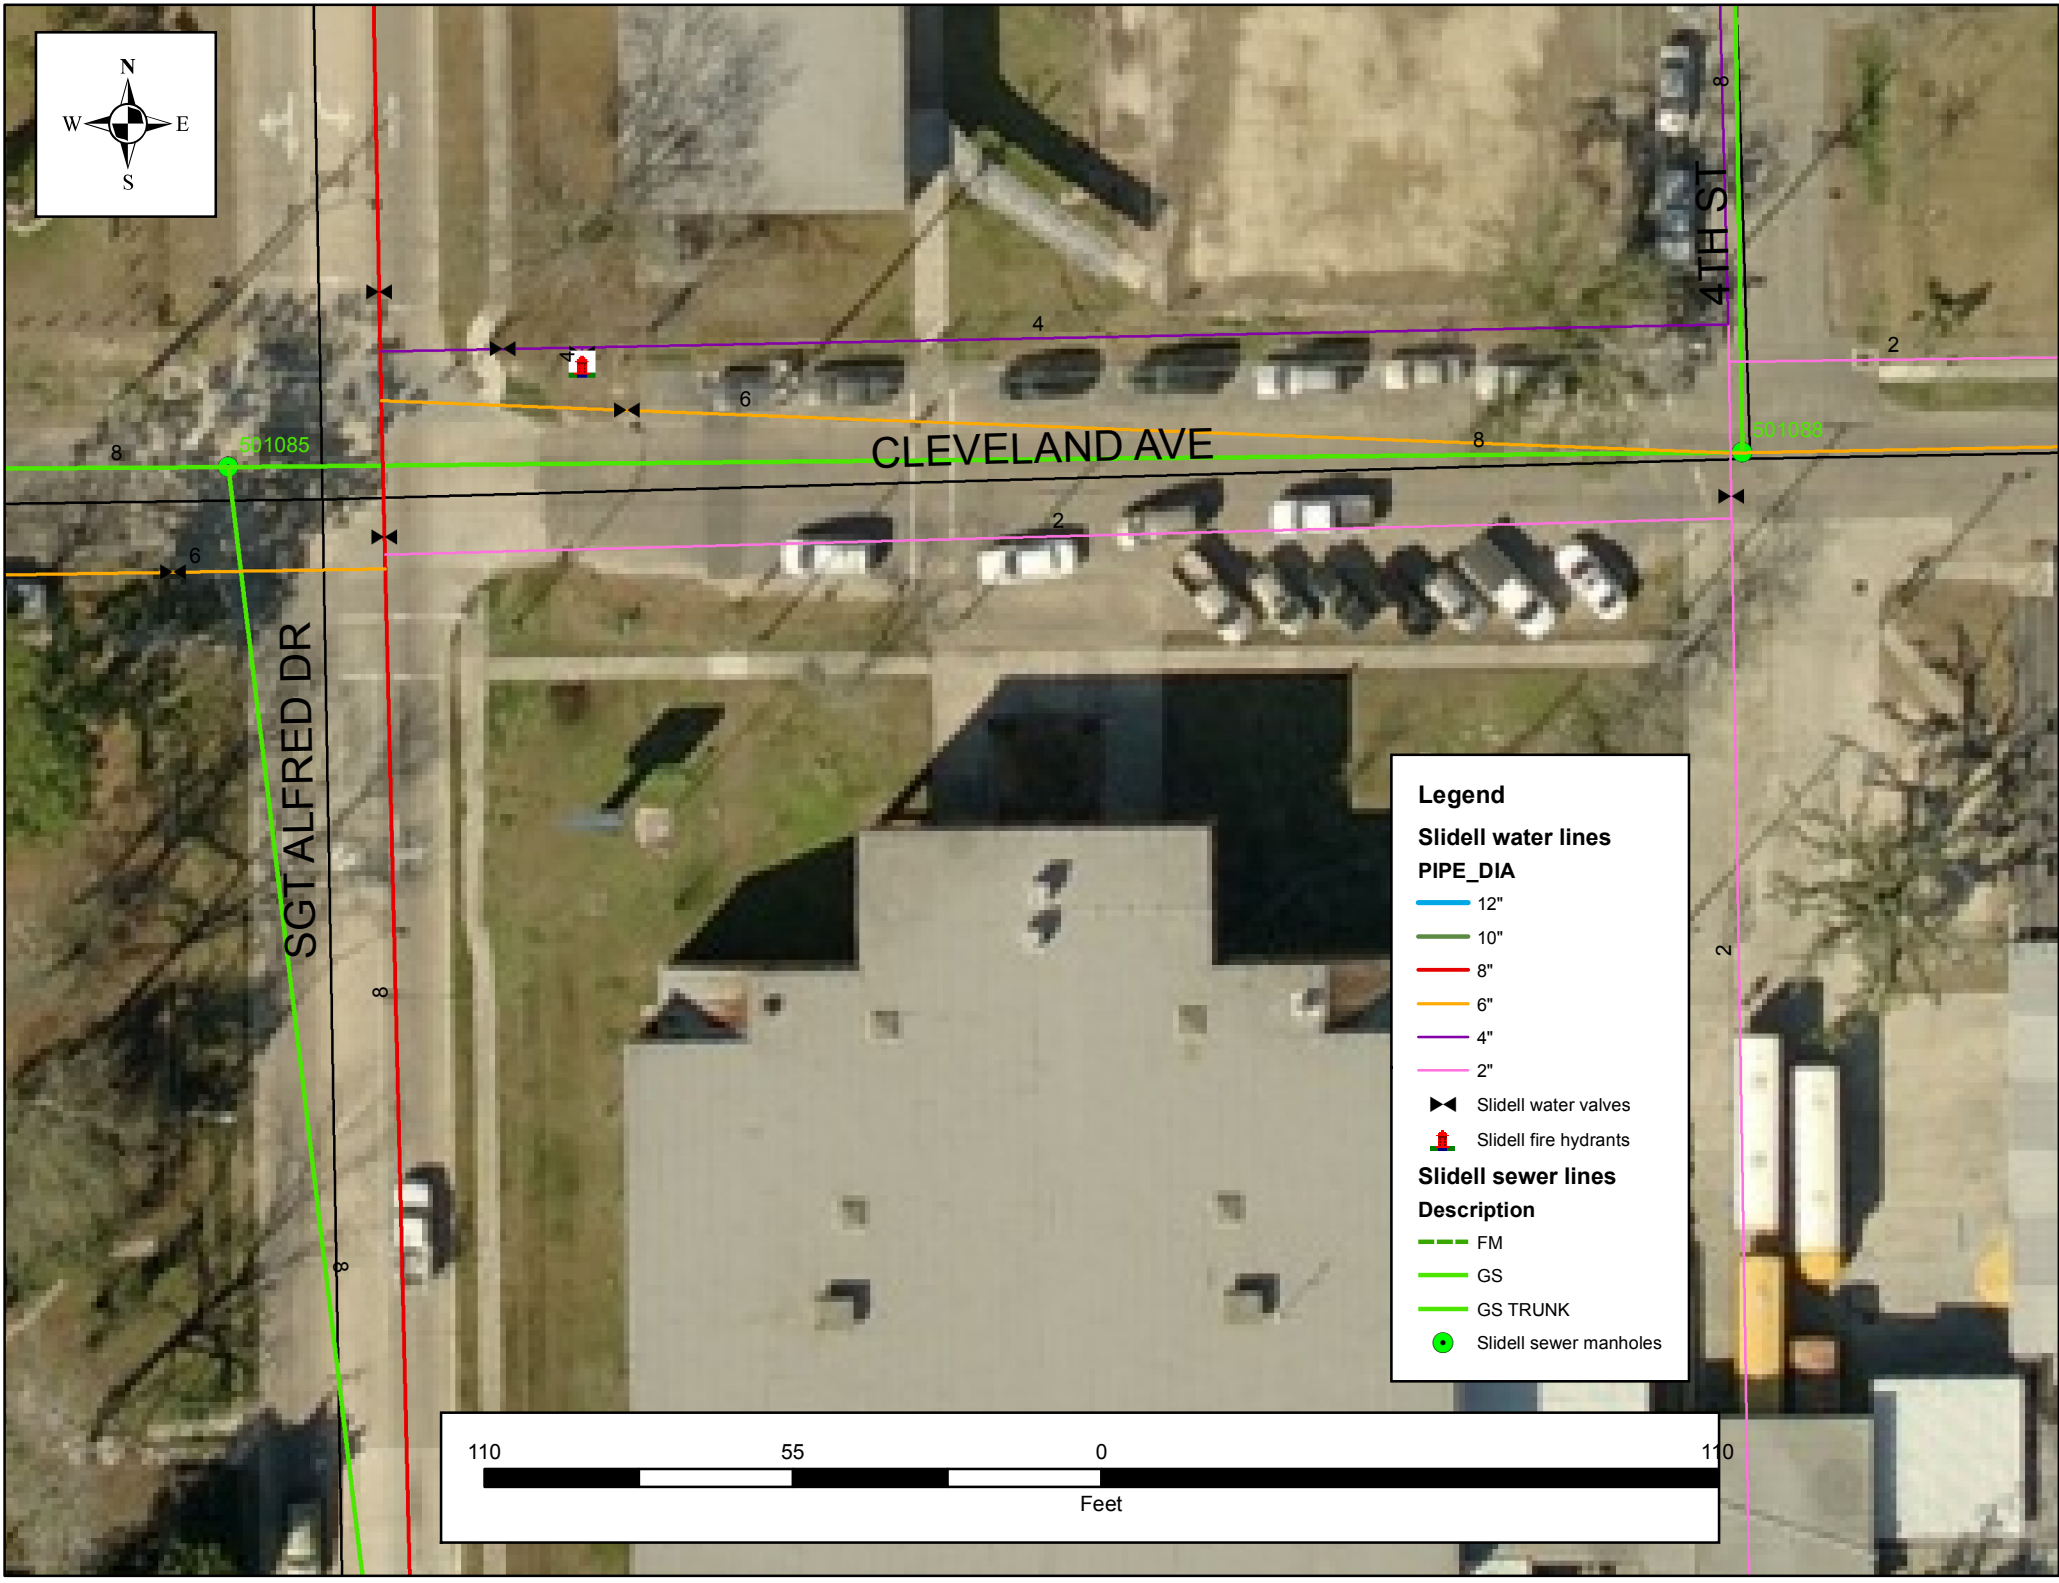 N
W E
S
8
4TH ST
4
2
4
6
501085
8
CLEVELAND AVE
8
501088
2
6
SGT ALFRED DR
8
2
8
Legend
Slidell water lines
PIPE_DIA
12"
10"
8"
6"
4"
2"
Slidell water valves
Slidell fire hydrants
Slidell sewer lines
Description
FM
GS
GS TRUNK
Slidell sewer manholes
110 55 0 110
Feet